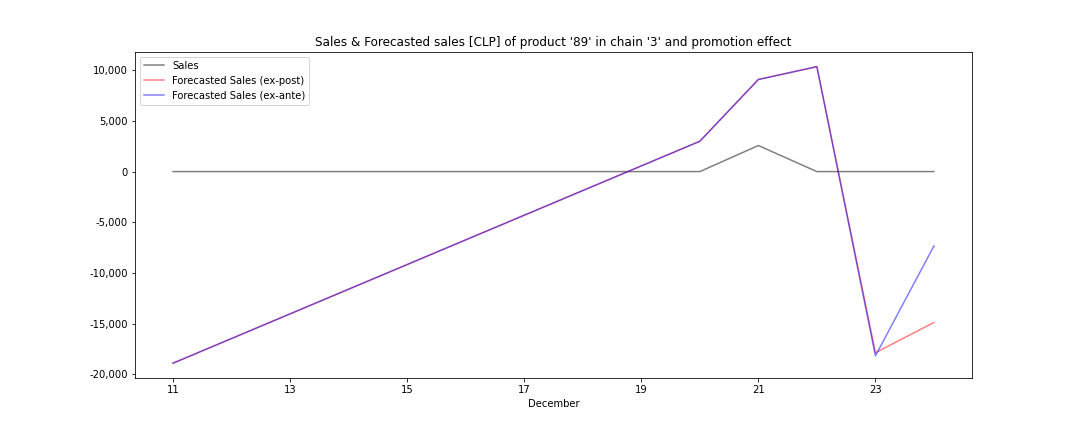 Sales & Forecasted sales [CLP] of product '89' in chain '3' and promotion effect
Sales
Forecasted Sales (ex-post)
Forecasted Sales (ex-ante)
10,000
5,000
0
-5,000
-10,000
-15,000
-20,000
11 13 15 17 19 21 23
December